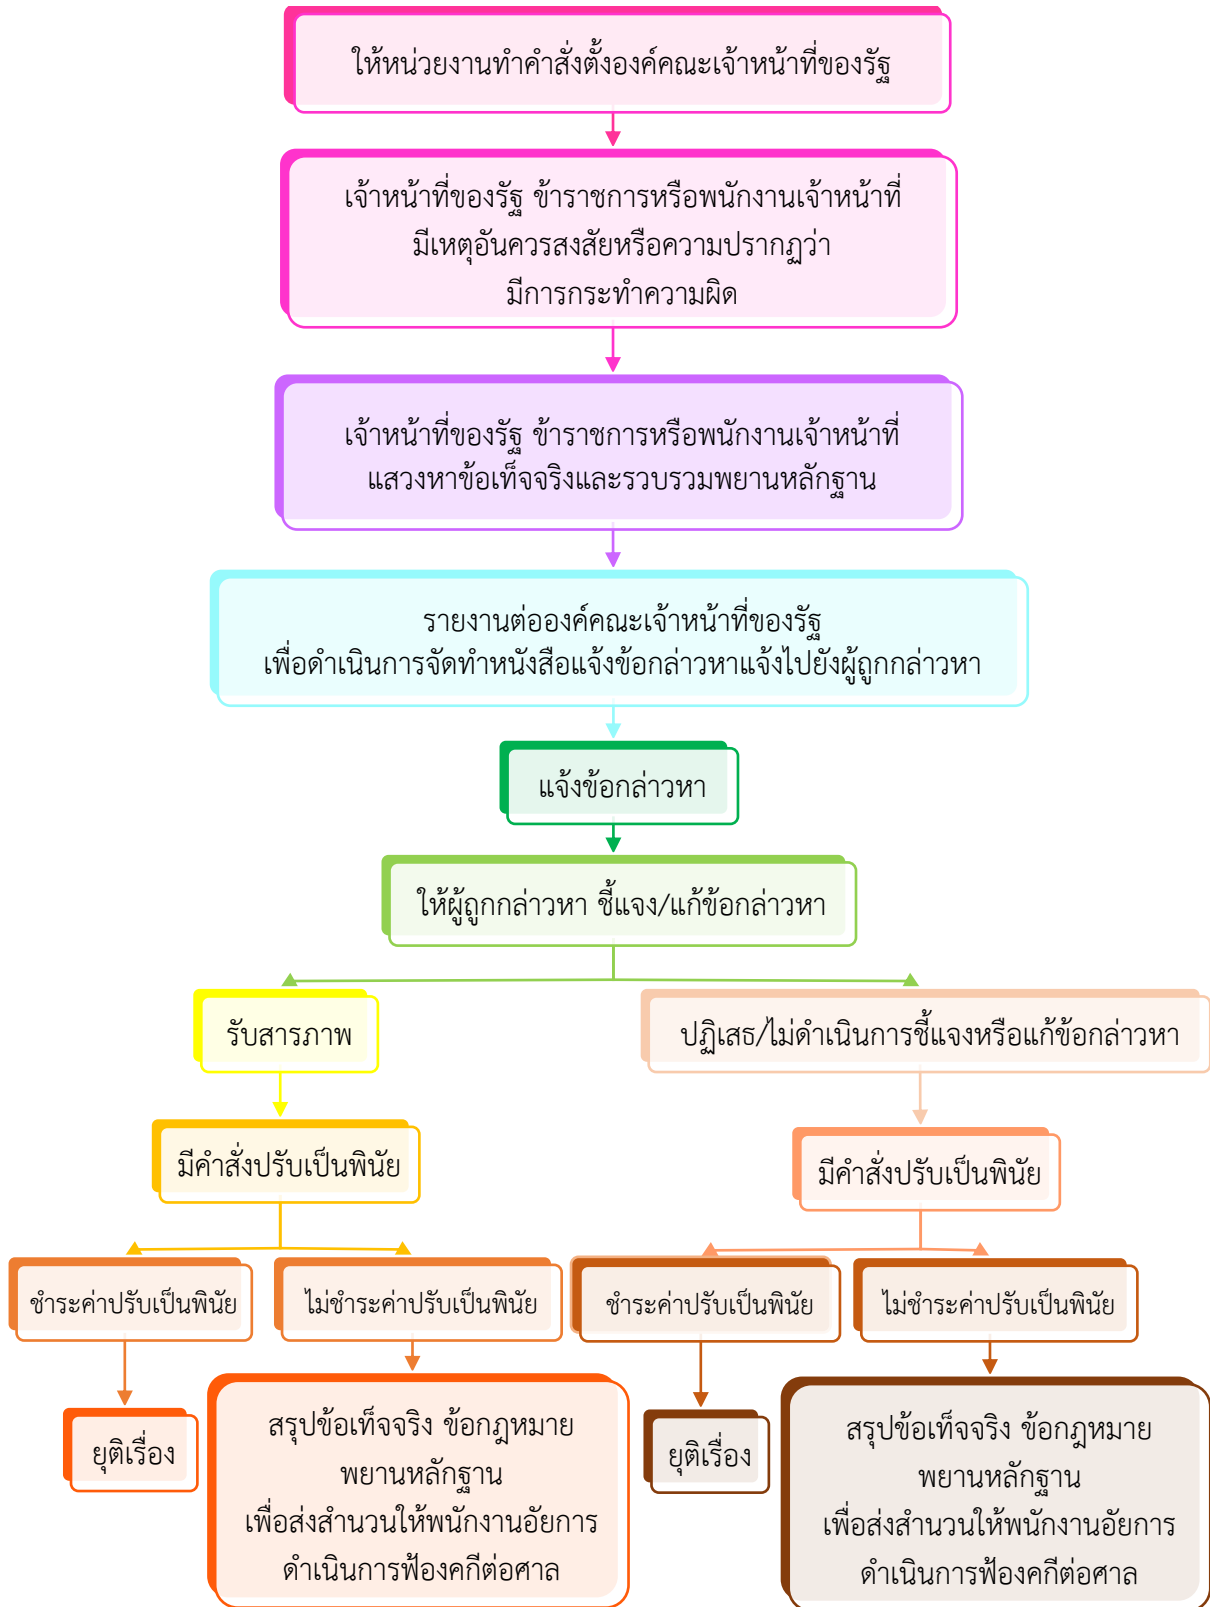 ให้หน่วยงานทำคำสั่งตั้งองค์คณะเจ้าหน้าที่ของรัฐ
เจ้าหน้าที่ของรัฐ ข้าราชการหรือพนักงานเจ้าหน้าที่
มีเหตุอันควรสงสัยหรือความปรากฏว่า
มีการกระทำความผิด
เจ้าหน้าที่ของรัฐ ข้าราชการหรือพนักงานเจ้าหน้าที่
แสวงหาข้อเท็จจริงและรวบรวมพยานหลักฐาน
รายงานต่อองค์คณะเจ้าหน้าที่ของรัฐ
เพื่อดำเนินการจัดทำหนังสือแจ้งข้อกล่าวหาแจ้งไปยังผู้ถูกกล่าวหา
แจ้งข้อกล่าวหา
ให้ผู้ถูกกล่าวหา ชี้แจง/แก้ข้อกล่าวหา
รับสารภาพ
ปฏิเสธ/ไม่ดำเนินการชี้แจงหรือแก้ข้อกล่าวหา
มีคำสั่งปรับเป็นพินัย
มีคำสั่งปรับเป็นพินัย
ชำระค่าปรับเป็นพินัย
ไม่ชำระค่าปรับเป็นพินัย
ชำระค่าปรับเป็นพินัย
ไม่ชำระค่าปรับเป็นพินัย
ยุติเรื่อง
สรุปข้อเท็จจริง ข้อกฎหมาย
พยานหลักฐาน
เพื่อส่งสำนวนให้พนักงานอัยการ
ดำเนินการฟ้องคกีต่อศาล
ยุติเรื่อง
สรุปข้อเท็จจริง ข้อกฎหมาย
พยานหลักฐาน
เพื่อส่งสำนวนให้พนักงานอัยการ
ดำเนินการฟ้องคกีต่อศาล